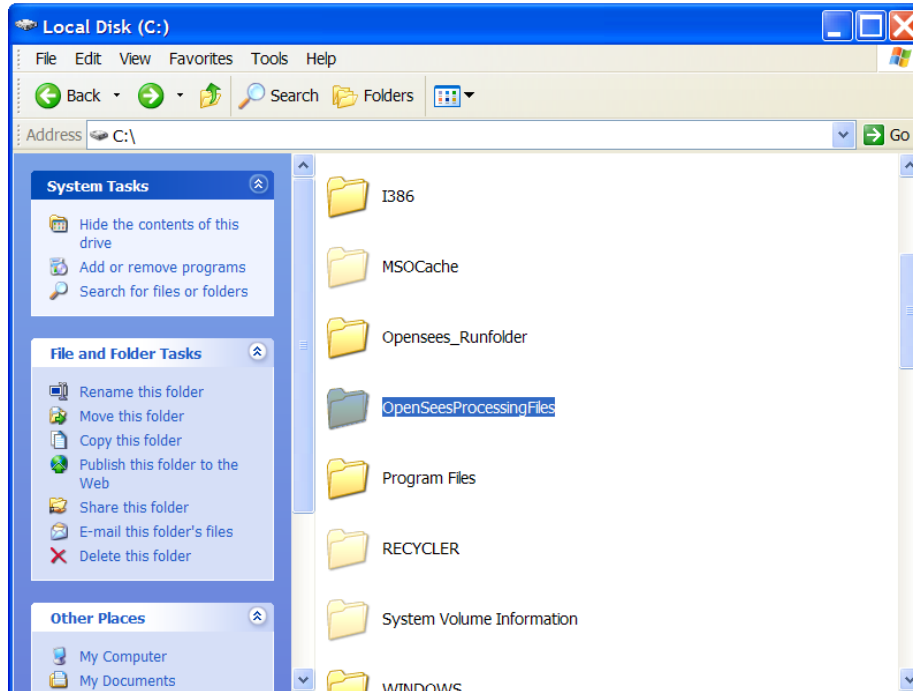 Local Disk (C:)
File Edit View Favorites Tools Help
Back Search Folders
Address C:\ Go
System Tasks
Hide the contents of this
drive
Add or remove programs
Search for files or folders
File and Folder Tasks
Rename this folder
Move this folder
Copy this folder
Publish this folder to the
Web
Share this folder
E-mail this folder's files
Delete this folder
Other Places
My Computer
My Documents
I386
MSOCache
Opensees_Runfolder
OpenSeesProcessingFiles
Program Files
RECYCLER
System Volume Information
WINDOWS